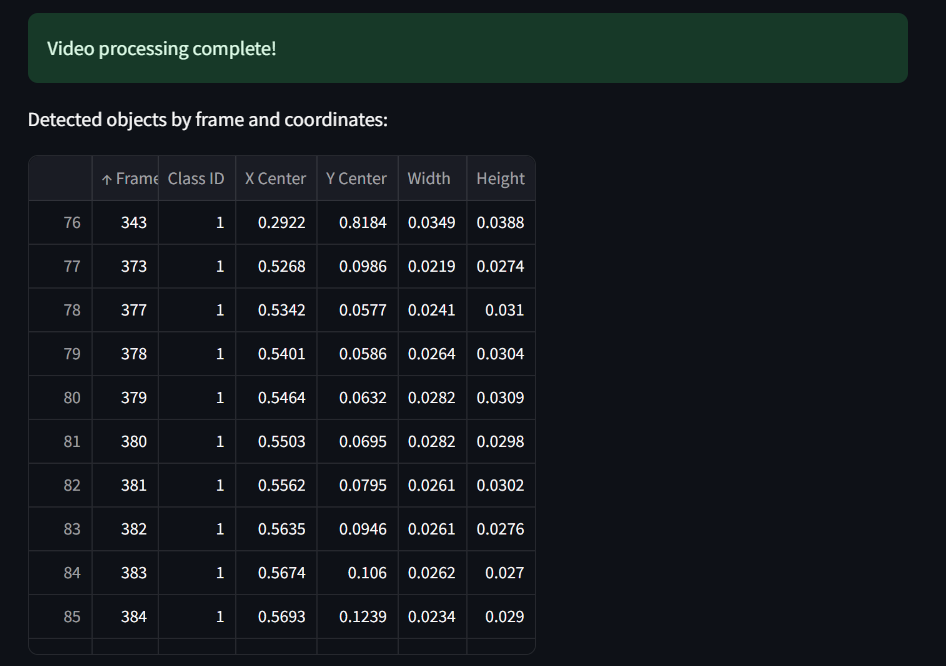 Video processing complete!
Detected objects by frame and coordinates:
↑ Frame Class ID X Center Y Center Width Height
76 343 1 0.2922 0.8184 0.0349 0.0388
77 373 1 0.5268 0.0986 0.0219 0.0274
78 377 1 0.5342 0.0577 0.0241 0.031
79 378 1 0.5401 0.0586 0.0264 0.0304
80 379 1 0.5464 0.0632 0.0282 0.0309
81 380 1 0.5503 0.0695 0.0282 0.0298
82 381 1 0.5562 0.0795 0.0261 0.0302
83 382 1 0.5635 0.0946 0.0261 0.0276
84 383 1 0.5674 0.106 0.0262 0.027
85 384 1 0.5693 0.1239 0.0234 0.029